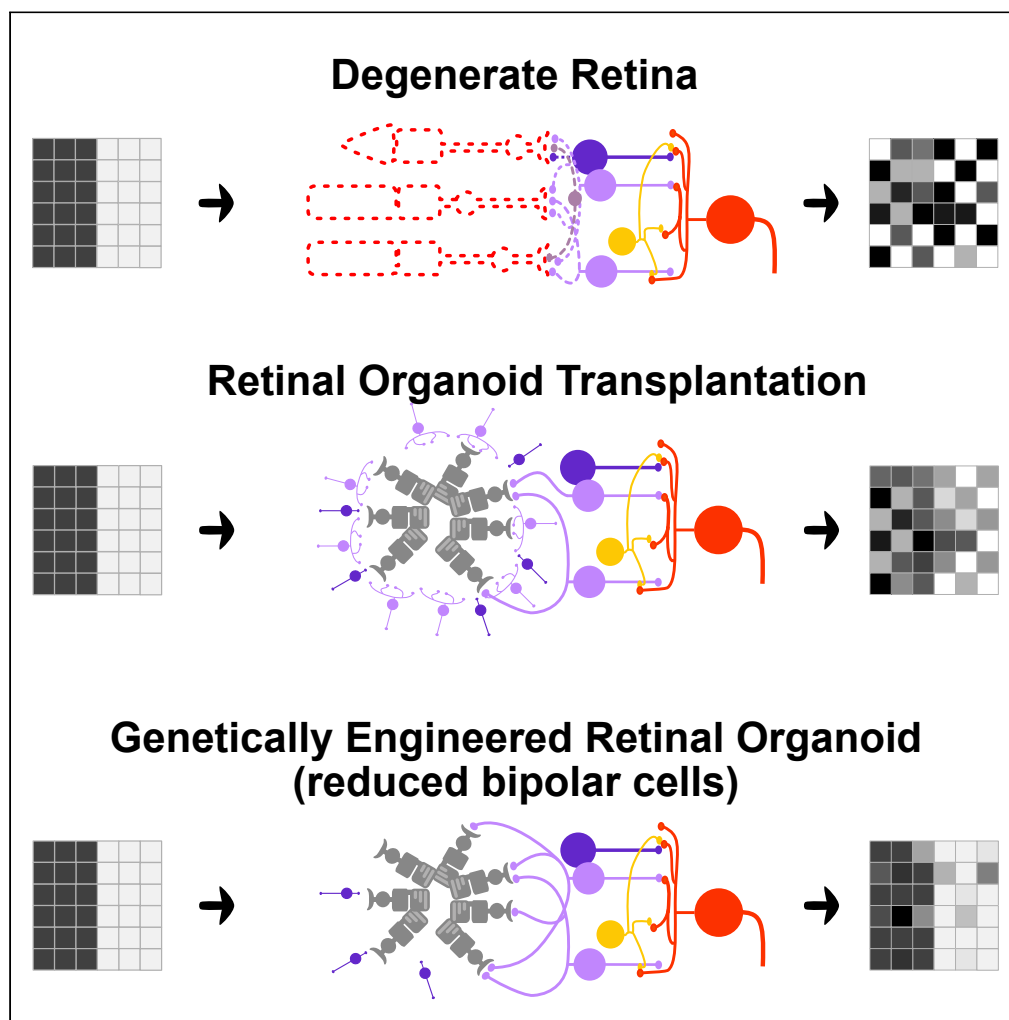 Degenerate Retina
Retinal Organoid Transplantation
Genetically Engineered Retinal Organoid
(reduced bipolar cells)